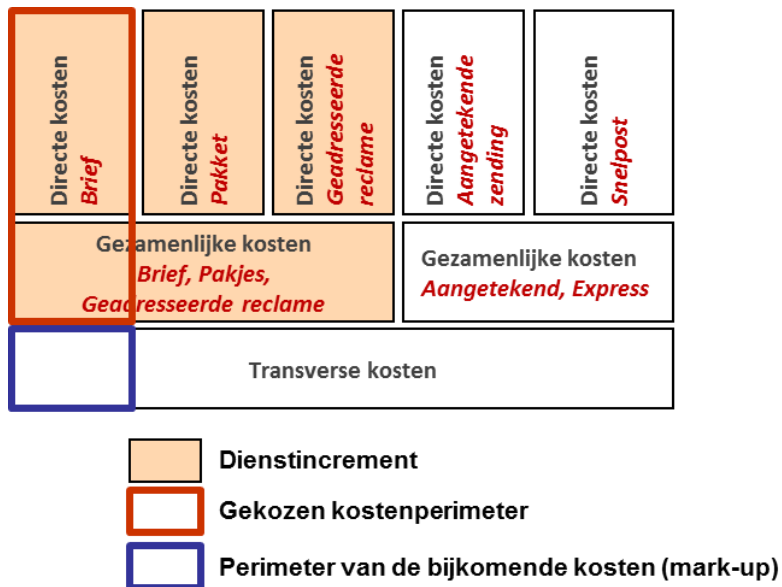 Directe kosten
Brief
Directe kosten
Pakket
Directe kosten
Geadresseerde
reclame
Directe kosten
Aangetekende
zending
Directe kosten
Snelpost
Gezamenlijke kosten
Brief, Pakjes,
Geadresseerde reclame
Gezamenlijke kosten
Aangetekend, Express
Transverse kosten
Dienstincrement
Gekozen kostenperimeter
Perimeter van de bijkomende kosten (mark-up)